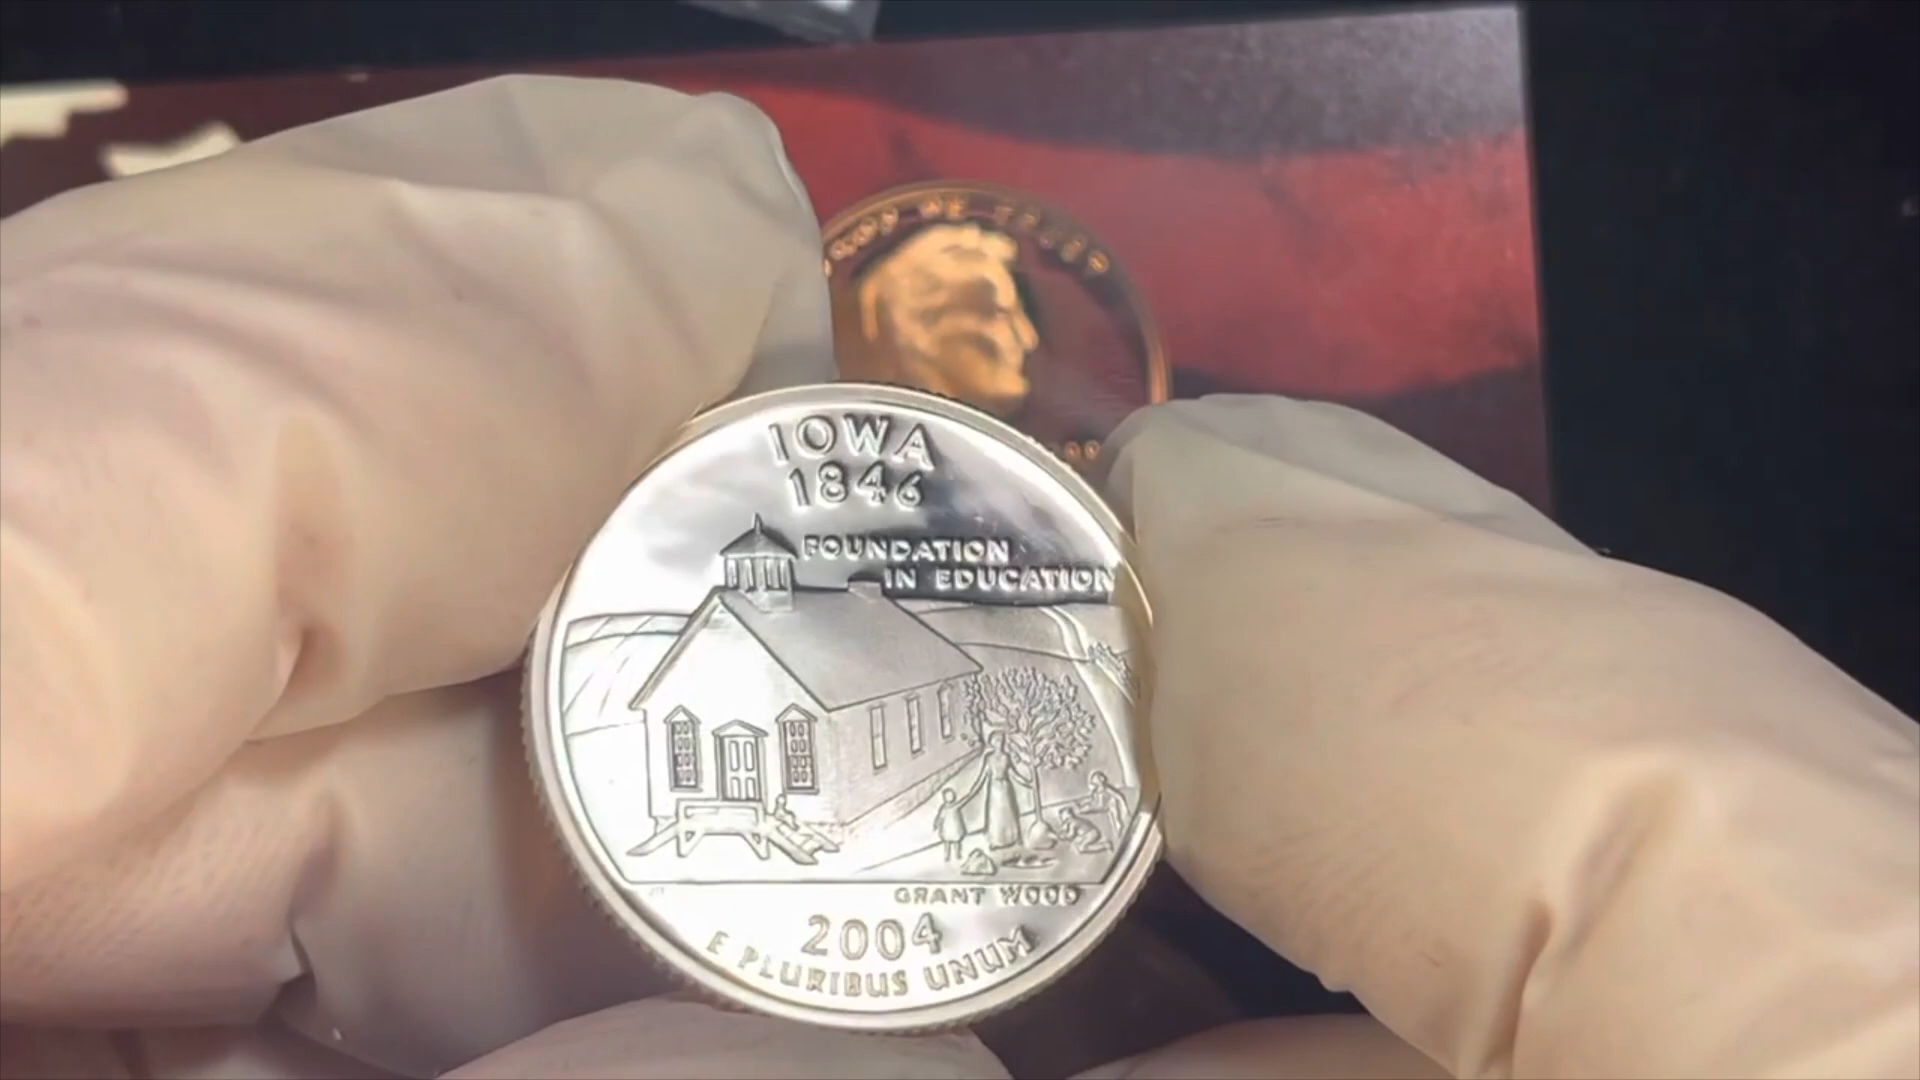 IOWA
1846
FOUNDATION
IN EDUCATION
GRANT WOOD
2004
E PLURIBUS UNUM